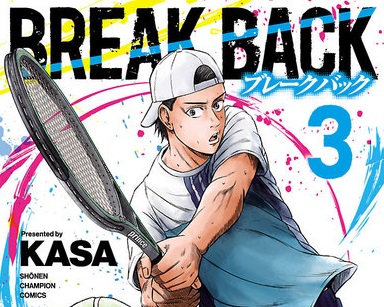 BREAK BACK
ブレークバック
3
Presented by
KASA
SHŌNEN
CHAMPION
COMICS
prince